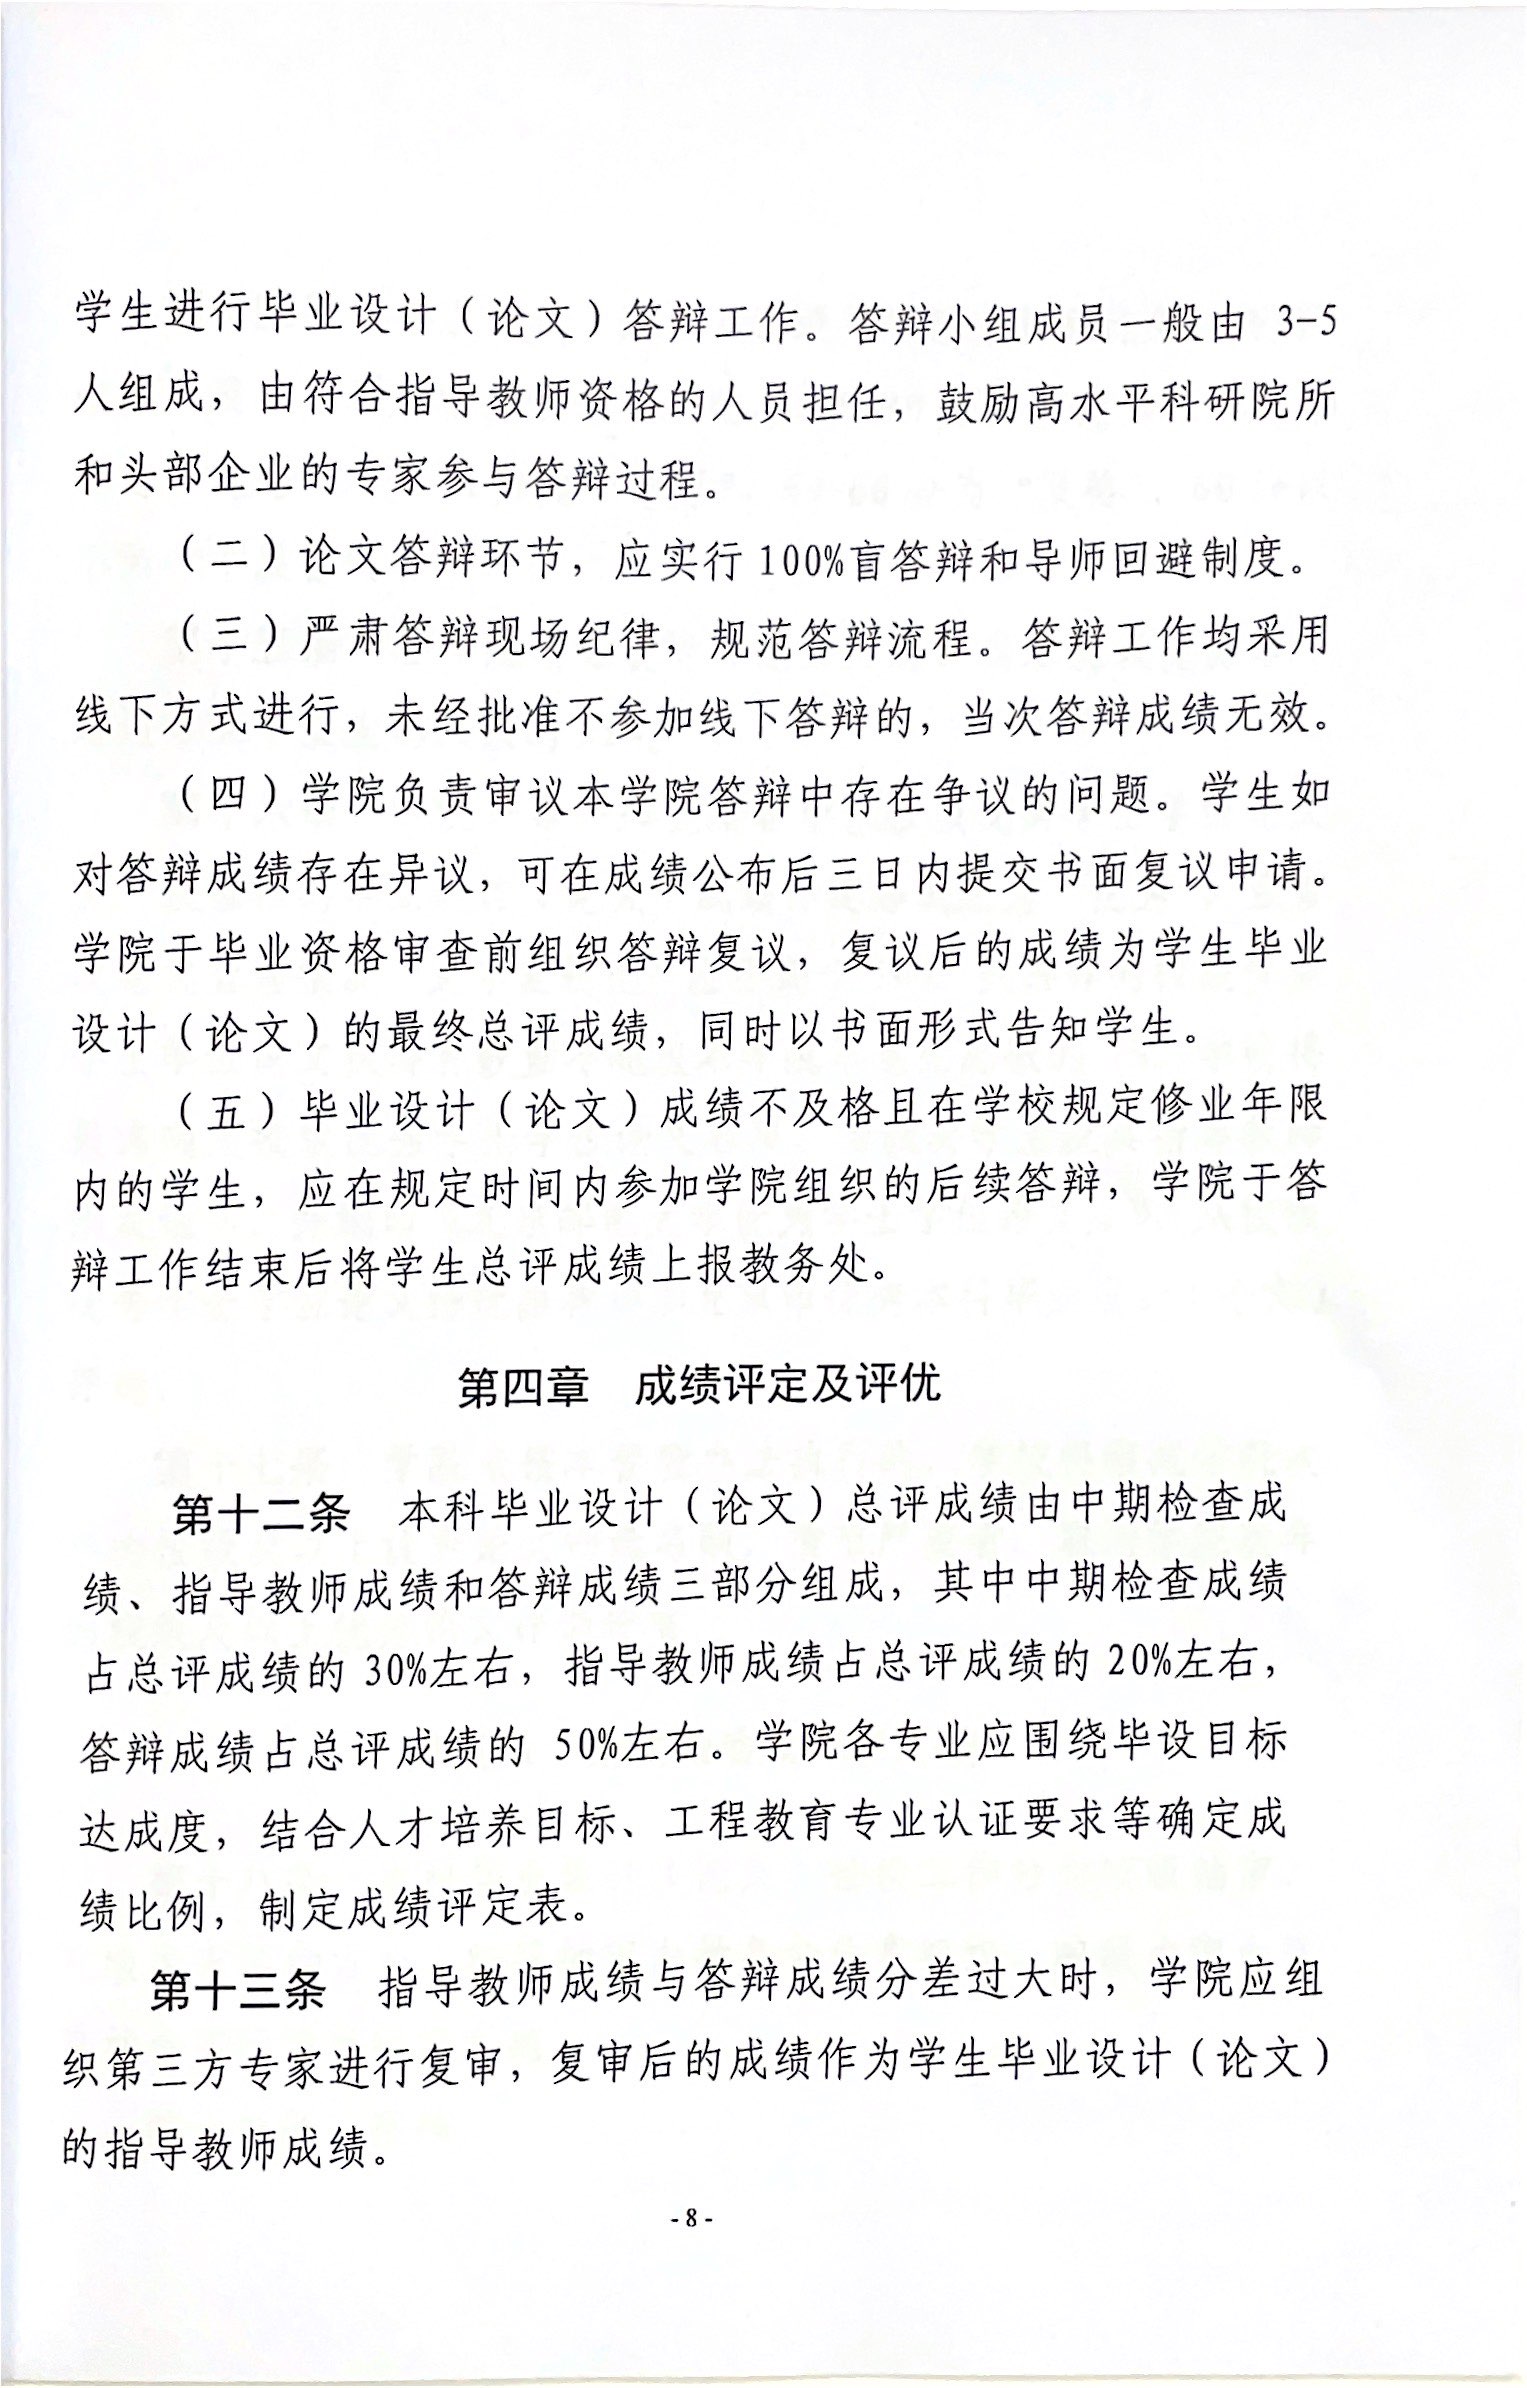 学生进行毕业设计（论文）答辩工作。答辩小组成员一般由 3-5
人组成，由符合指导教师资格的人员担任，鼓励高水平科研院所
和头部企业的专家参与答辩过程。
（二）论文答辩环节，应实行 100%盲答辩和导师回避制度。
（三）严肃答辩现场纪律，规范答辩流程。答辩工作均采用
线下方式进行，未经批准不参加线下答辩的，当次答辩成绩无效。
（四）学院负责审议本学院答辩中存在争议的问题。学生如
对答辩成绩存在异议，可在成绩公布后三日内提交书面复议申请。
学院于毕业资格审查前组织答辩复议，复议后的成绩为学生毕业
设计（论文）的最终总评成绩，同时以书面形式告知学生。
（五）毕业设计（论文）成绩不及格且在学校规定修业年限
内的学生，应在规定时间内参加学院组织的后续答辩，学院于答
辩工作结束后将学生总评成绩上报教务处。
第四章　成绩评定及评优
第十二条　本科毕业设计（论文）总评成绩由中期检查成
绩、指导教师成绩和答辩成绩三部分组成，其中中期检查成绩
占总评成绩的 30%左右，指导教师成绩占总评成绩的 20%左右，
答辩成绩占总评成绩的 50%左右。学院各专业应围绕毕设目标
达成度，结合人才培养目标、工程教育专业认证要求等确定成
绩比例，制定成绩评定表。
第十三条　指导教师成绩与答辩成绩分差过大时，学院应组
织第三方专家进行复审，复审后的成绩作为学生毕业设计（论文）
的指导教师成绩。
- 8 -